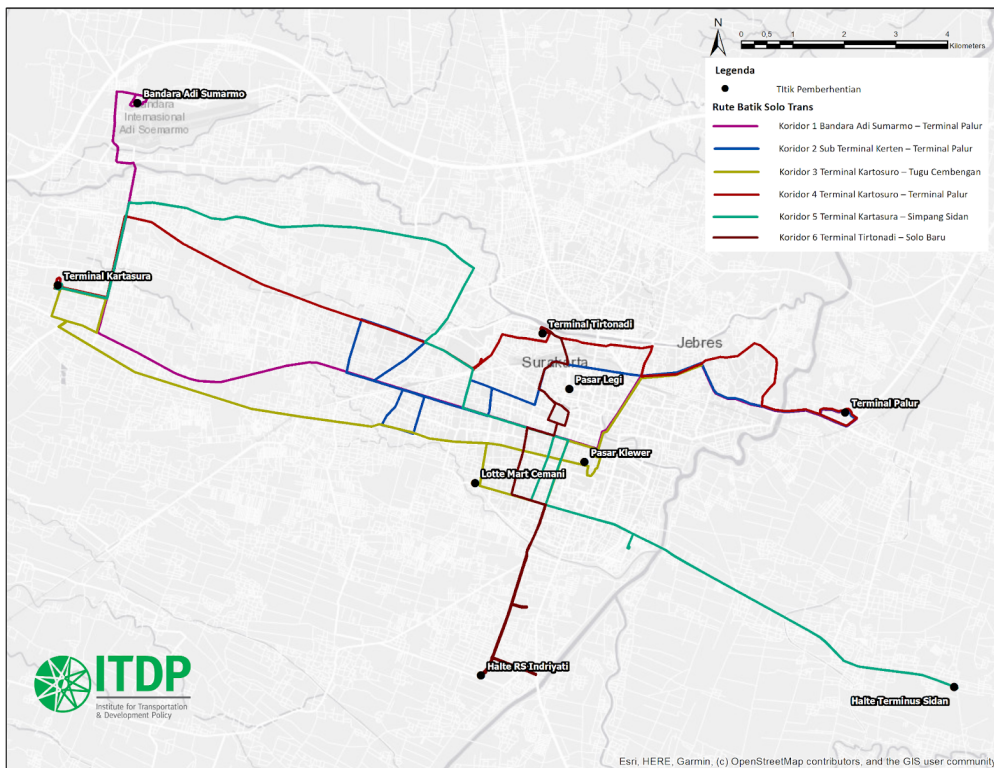 N
0 0.5 1 2 3 4
Kilometers
Legenda
Titik Pemberhentian
Rute Batik Solo Trans
Koridor 1 Bandara Adi Sumarmo – Terminal Palur
Koridor 2 Sub Terminal Kerten – Terminal Palur
Koridor 3 Terminal Kartosuro – Tugu Cembengan
Koridor 4 Terminal Kartosuro – Terminal Palur
Koridor 5 Terminal Kartasura – Simpang Sidan
Koridor 6 Terminal Tirtonadi – Solo Baru
Bandara Adi Sumarmo
Bandara
Internasional
Adi Soemarmo
Terminal Kartasura
Terminal Tirtonadi
Jebres
Surakarta
Pasar Legi
Terminal Palur
Pasar Klewer
Lotte Mart Cemani
Halte RS Indriyati
Halte Terminus Sidan
ITDP
Institute for Transportation
& Development Policy
Esri, HERE, Garmin, (c) OpenStreetMap contributors, and the GIS user community